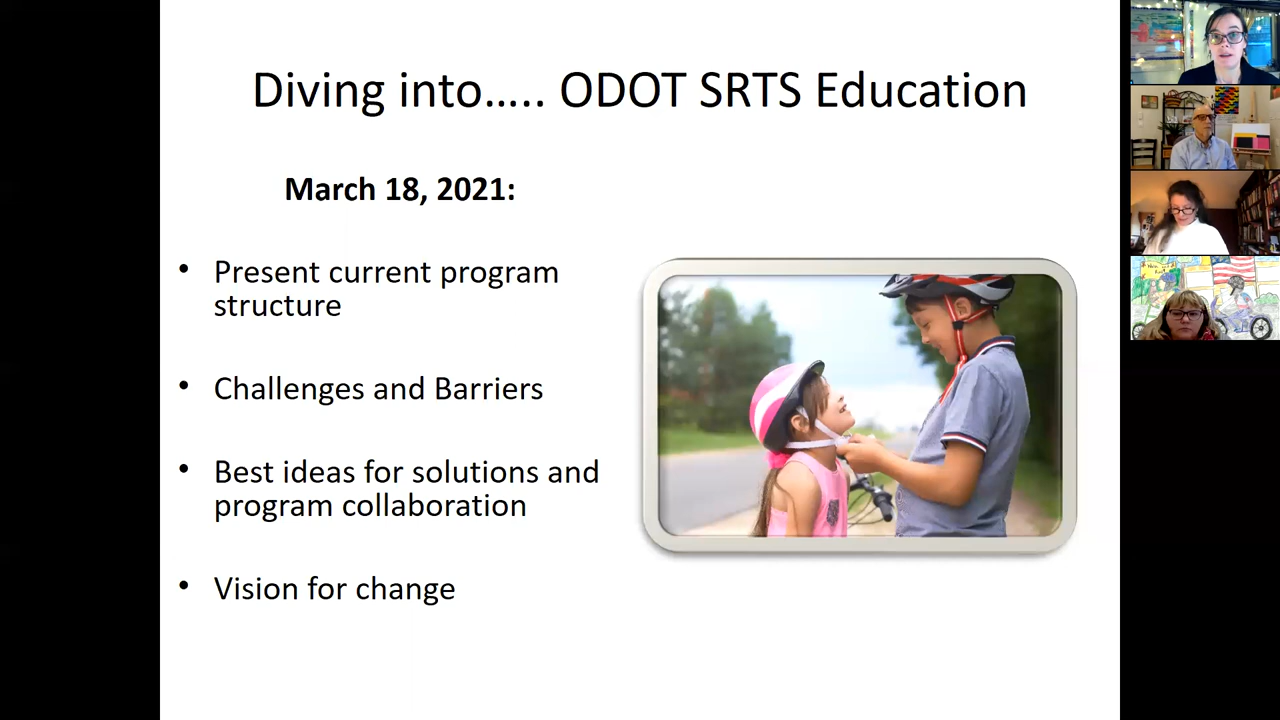 Diving into….. ODOT SRTS Education
March 18, 2021:
• Present current program
structure
• Challenges and Barriers
• Best ideas for solutions and
program collaboration
• Vision for change